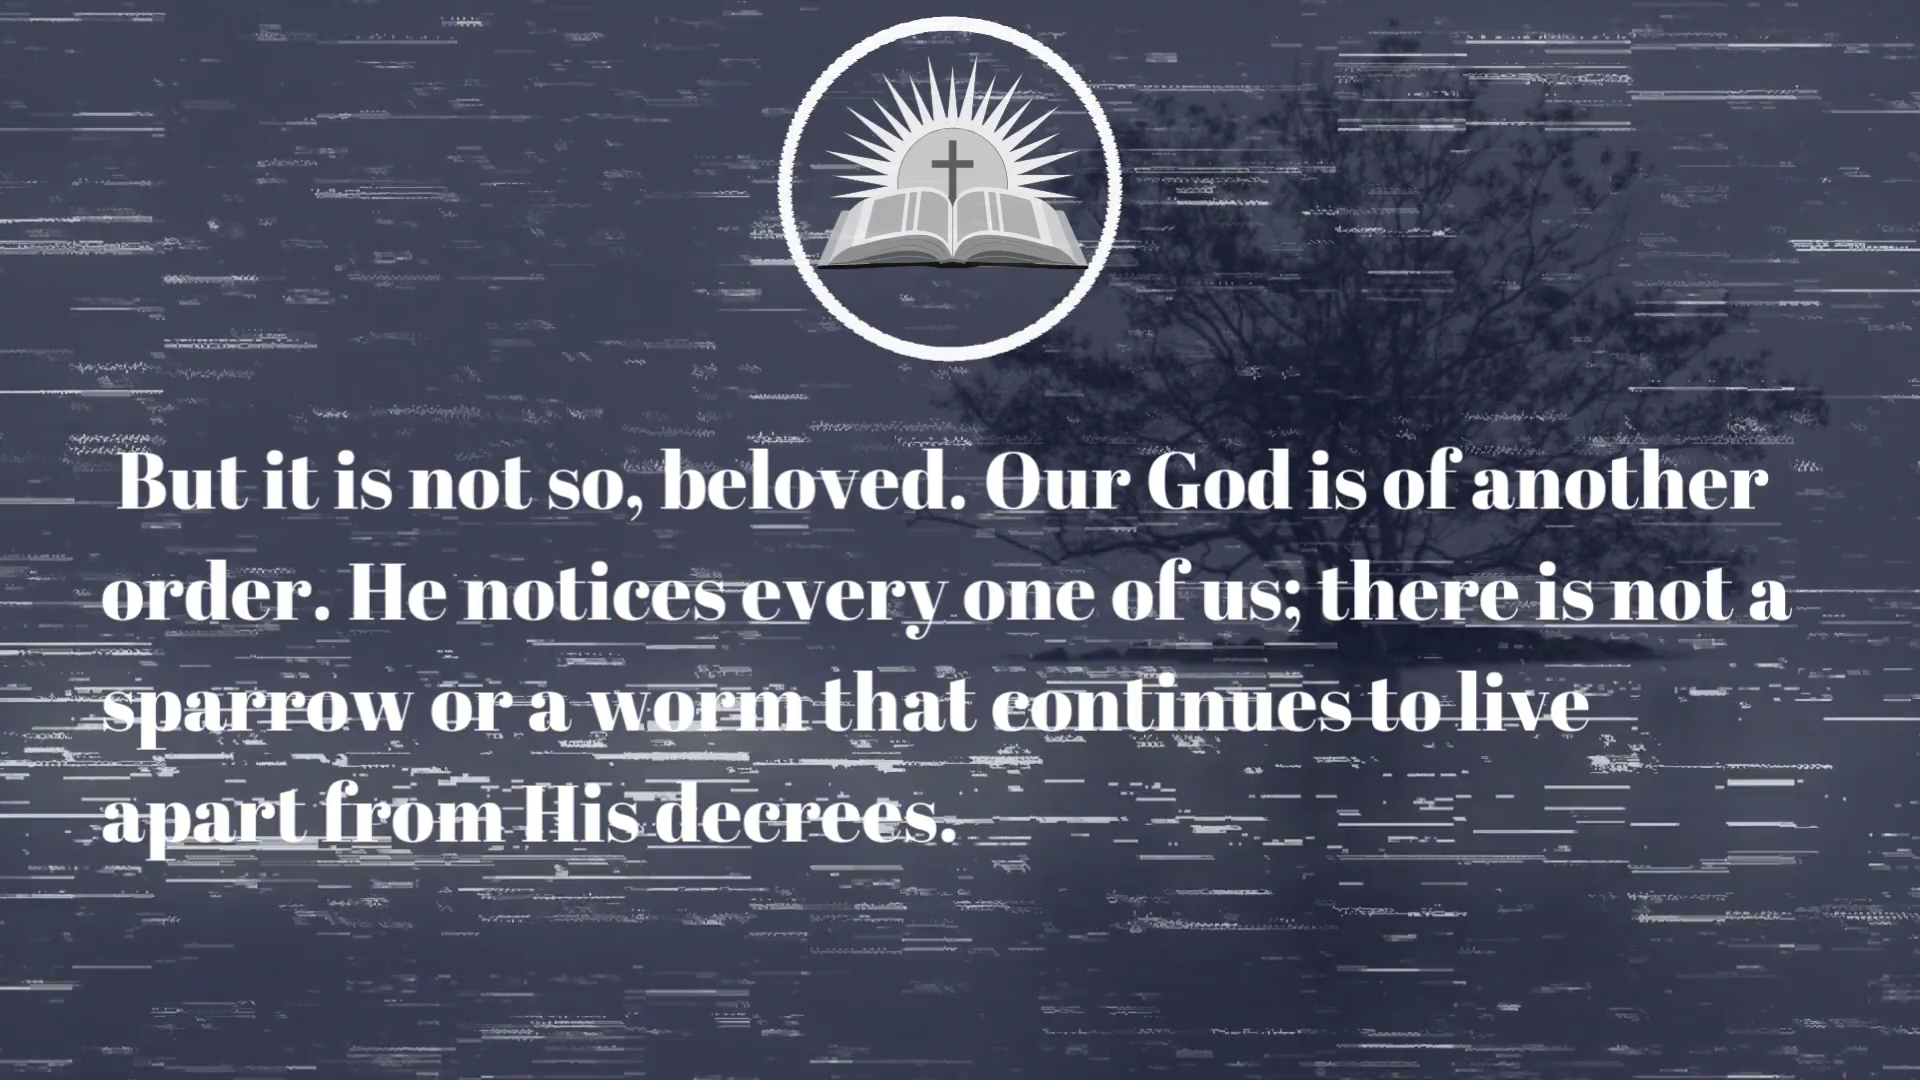 But it is not so, beloved. Our God is of another
order. He notices every one of us; there is not a
sparrow or a worm that continues to live
apart from His decrees.